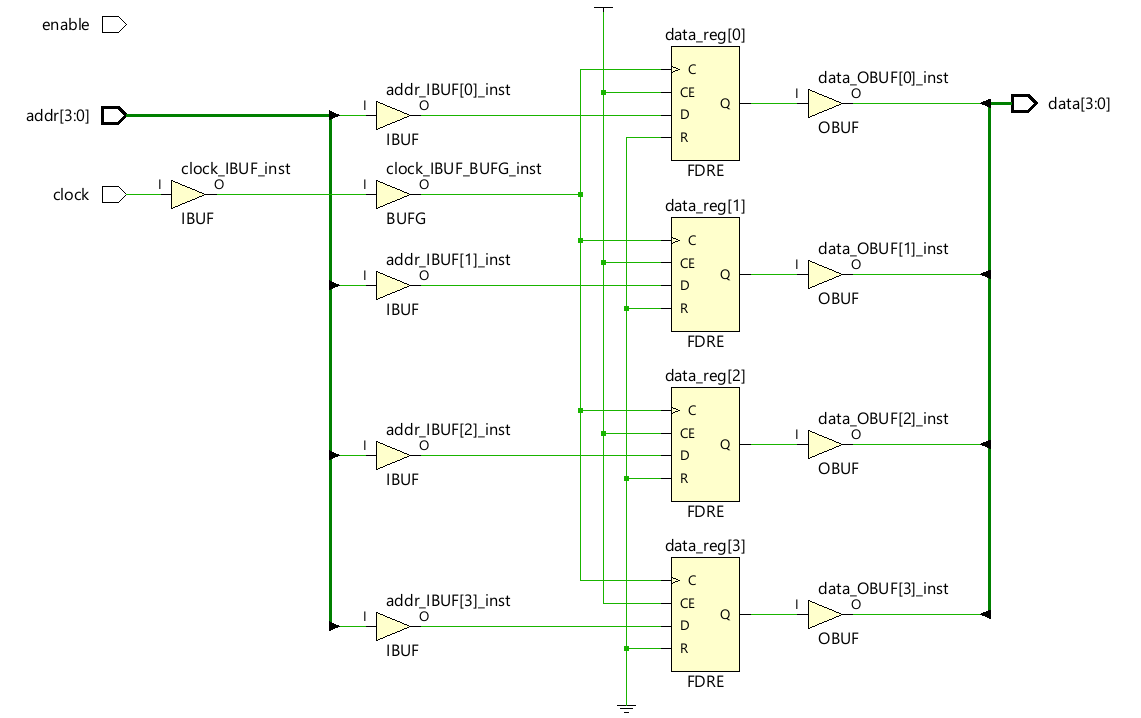 enable
addr[3:0]
clock
I
clock_IBUF_inst
O
IBUF
I
addr_IBUF[0]_inst
O
IBUF
I
clock_IBUF_BUFG_inst
O
BUFG
I
addr_IBUF[1]_inst
O
IBUF
I
addr_IBUF[2]_inst
O
IBUF
I
addr_IBUF[3]_inst
O
IBUF
data_reg[0]
C
CE
D
R
Q
FDRE
data_reg[1]
C
CE
D
R
Q
FDRE
data_reg[2]
C
CE
D
R
Q
FDRE
data_reg[3]
C
CE
D
R
Q
FDRE
I
data_OBUF[0]_inst
O
OBUF
I
data_OBUF[1]_inst
O
OBUF
I
data_OBUF[2]_inst
O
OBUF
I
data_OBUF[3]_inst
O
OBUF
data[3:0]